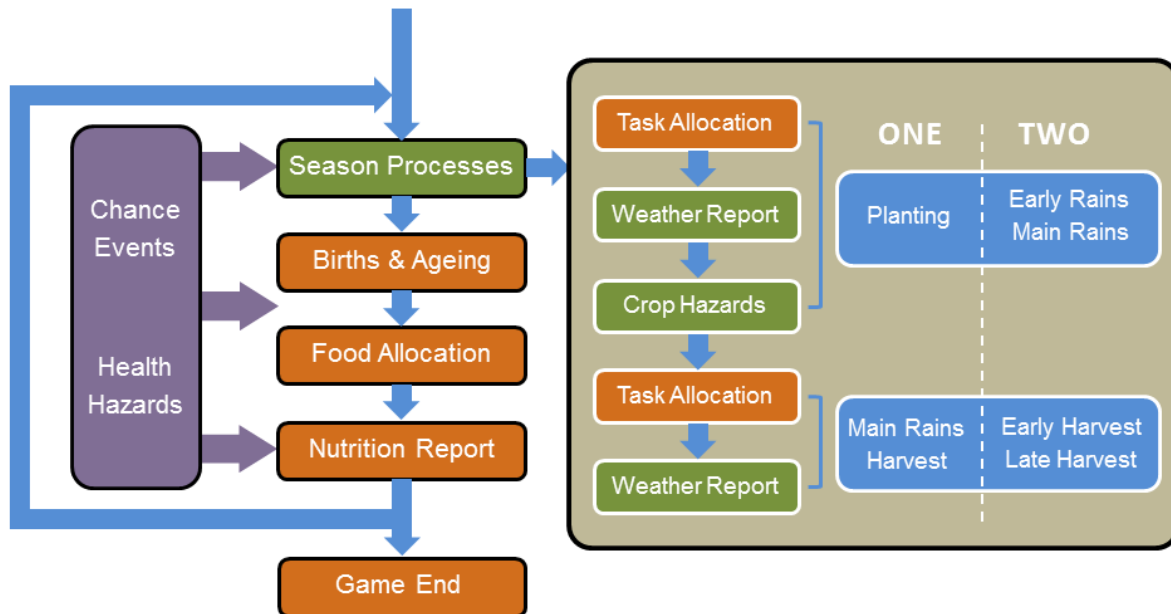 Chance
Events
Health
Hazards
Season Processes
Births & Ageing
Food Allocation
Nutrition Report
Game End
Task Allocation
Weather Report
Crop Hazards
Task Allocation
Weather Report
ONE
TWO
Planting
Early Rains
Main Rains
Main Rains
Harvest
Early Harvest
Late Harvest